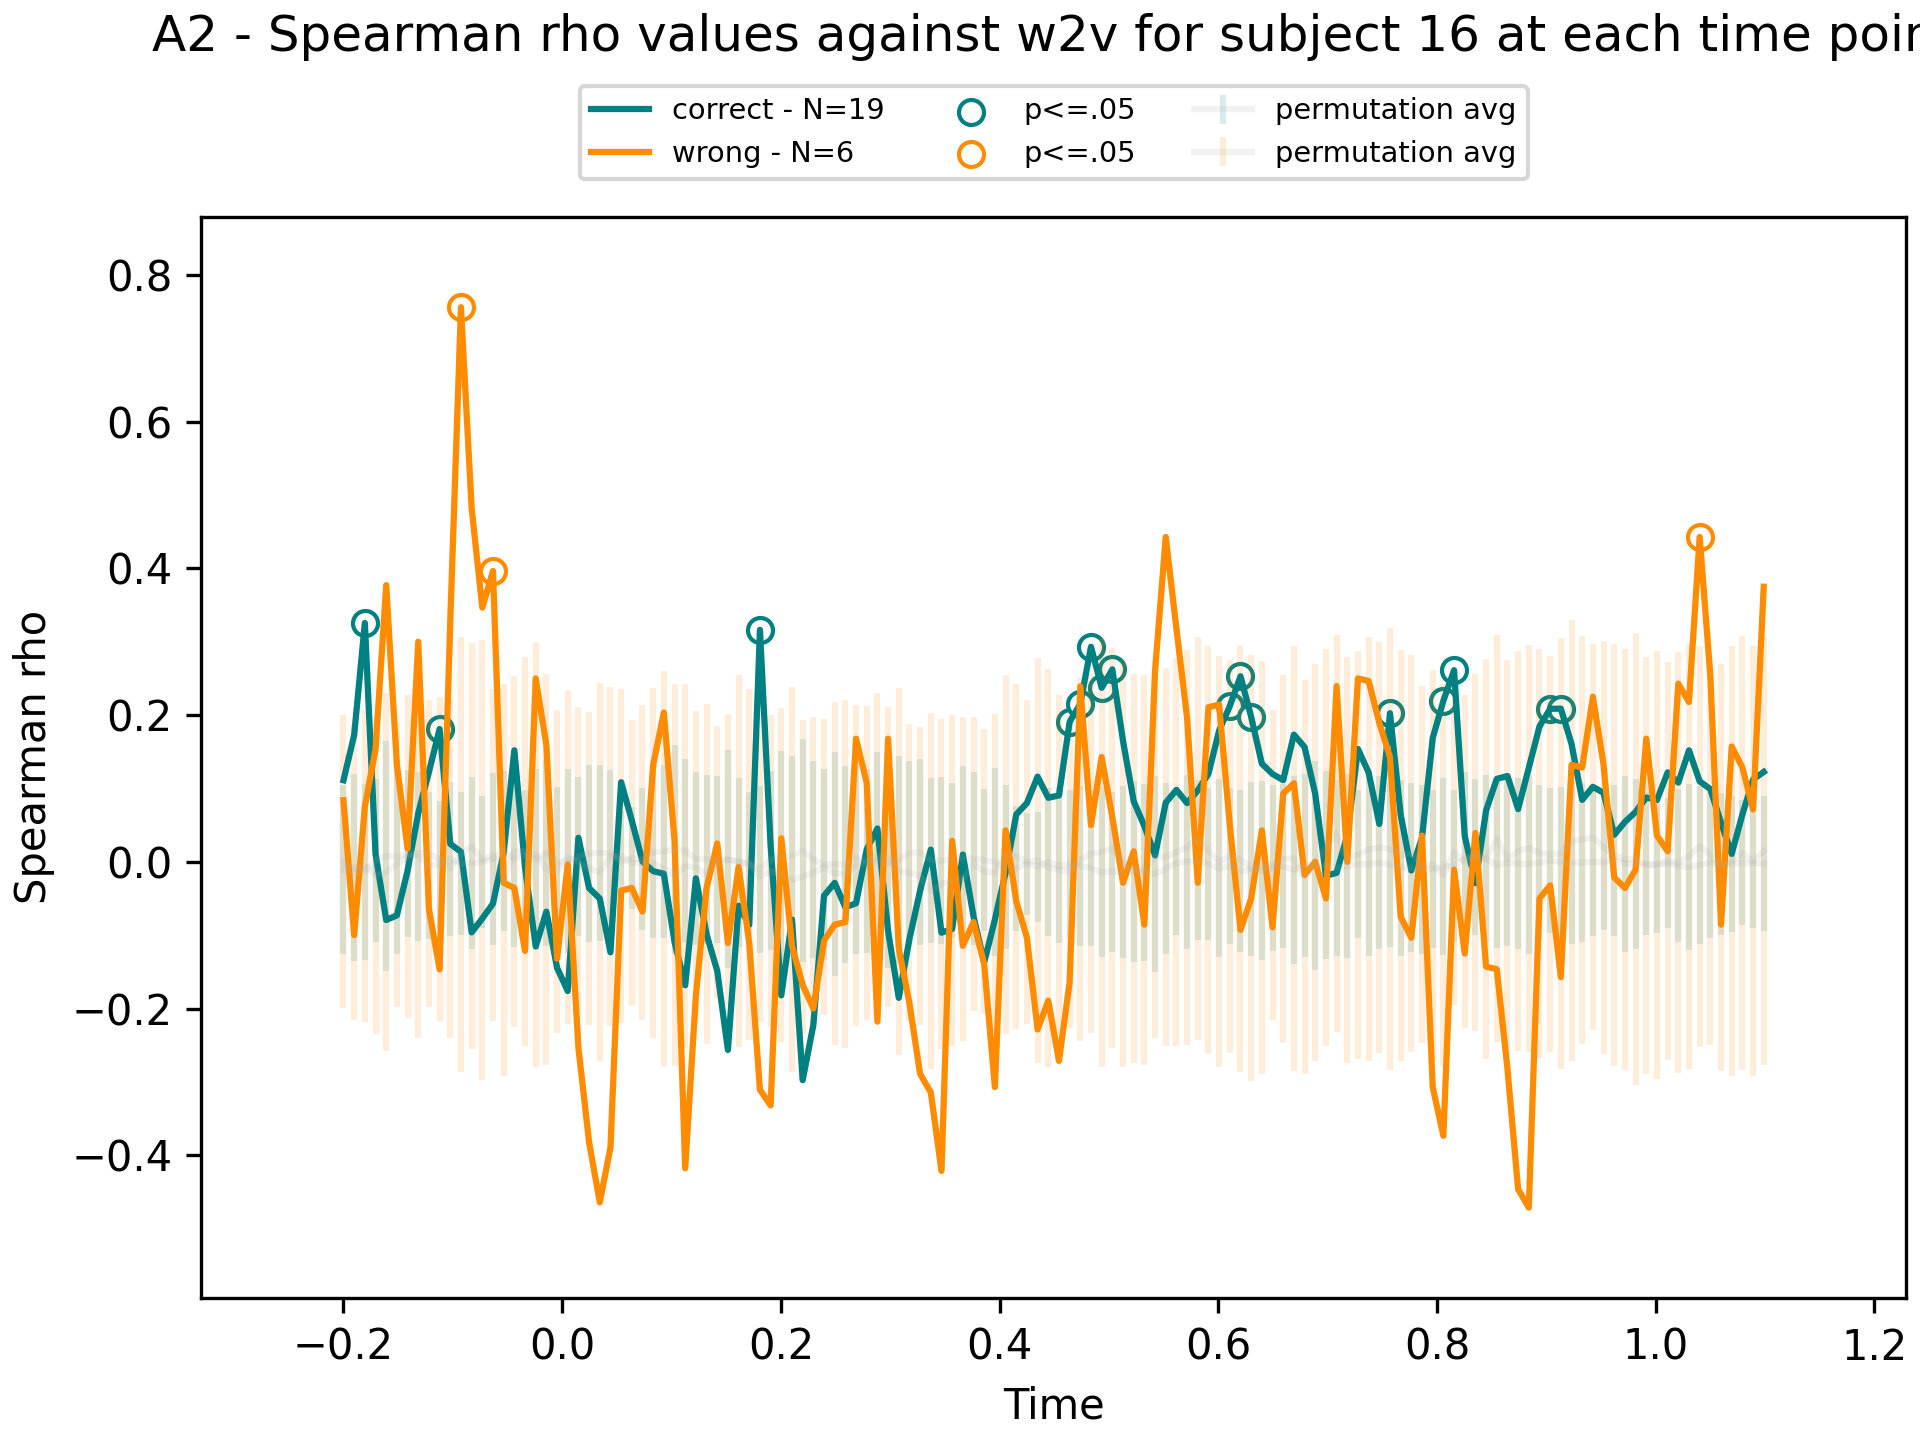 A2 - Spearman rho values against w2v for subject 16 at each time poin
correct - N=19
wrong - N=6
p<=.05
p<=.05
permutation avg
permutation avg
0.8
0.6
0.4
0.2
0.0
−0.2
−0.4
Spearman rho
−0.2
0.0
0.2
0.4
0.6
0.8
1.0
1.2
Time